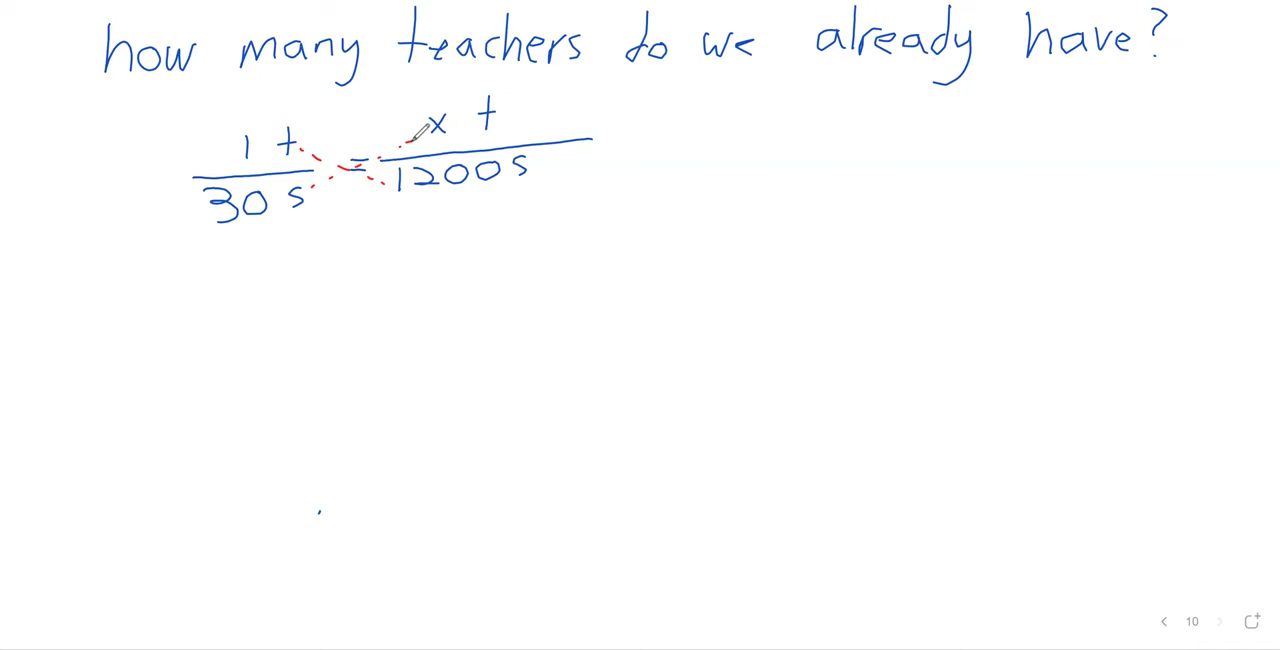 how many teachers do we already have?
1 t / 30 s = x t / 1200 s
10